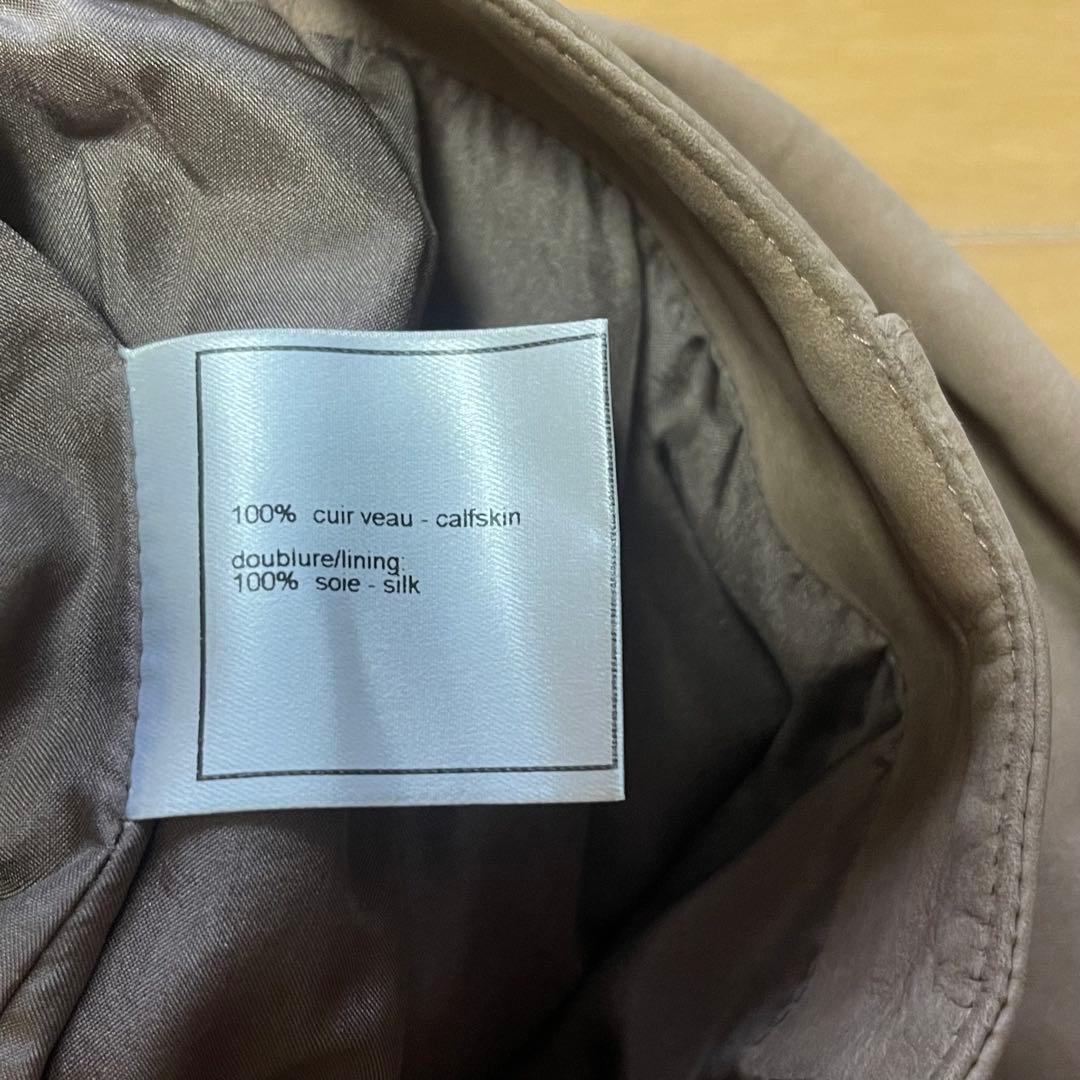 100% cuir veau - calfskin
doublure/lining:
100% soie - silk